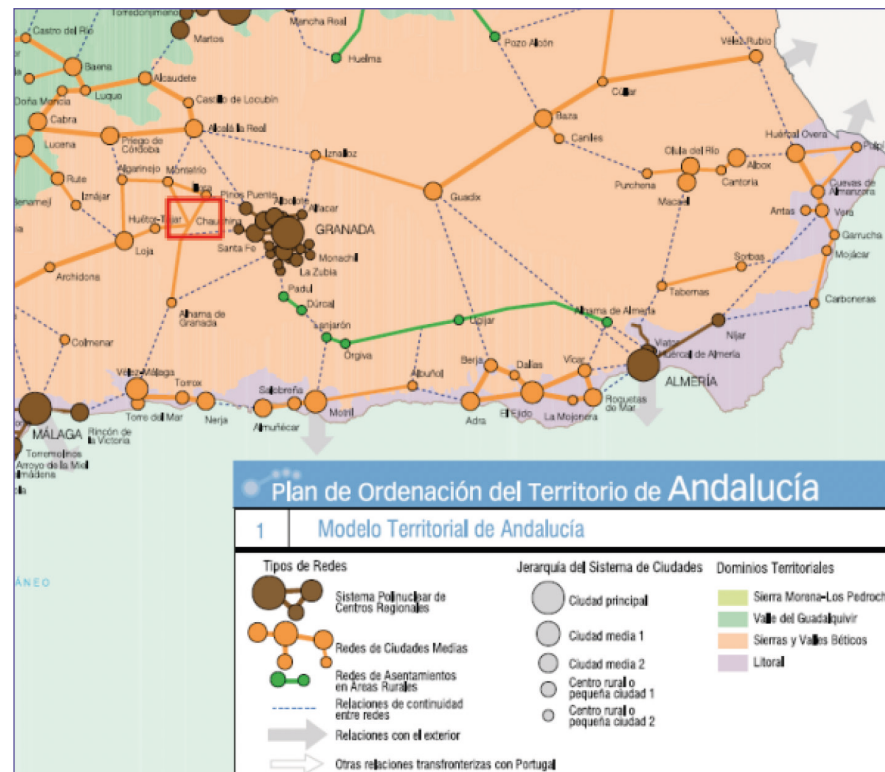 Castro del Río
Torredonjimeno
Mancha Real
Martos
Huelma
Pozo Alcón
Vélez Rubio
Baena
Alcaudete
Luque
Doña Mencía
Castillo de Locubín
Cúllar
Cabra
Alcalá la Real
Baza
Lucena
Priego de
Córdoba
Iznalloz
Caniles
Olula del Río
Huércal Overa
Pulpí
Albox
Algarinejo
Montefrío
Rute
Cantoria
Purchena
Macael
Cuevas de
Almanzora
Iznájar
Benamejí
Pinos Puente
Albolote
Alfacar
Guadix
Huétor-Tájar
Chauchina
Antas
Vera
GRANADA
Loja
Santa Fe
Monachil
Garrucha
La Zubia
Sorbas
Mojácar
Archidona
Padul
Tabernas
Dúrcal
Alhama de
Granada
Ugijar
Alhama de Almería
Carboneras
Lanjarón
Órgiva
Níjar
Colmenar
Viator
Huércal de Almería
Vélez-Málaga
Albuñol
Berja
Dalías
Vícar
ALMERÍA
Torrox
Salobreña
Torre del Mar
Nerja
Almuñécar
Motril
Adra
El Ejido
La Mojonera
Roquetas
de Mar
MÁLAGA
Rincón de
la Victoria
Torremolinos
Arroyo de la Miel
ÁNEO
Plan de Ordenación del Territorio de Andalucía
1 Modelo Territorial de Andalucía
Tipos de Redes
Sistema Polinuclear de
Centros Regionales
Redes de Ciudades Medias
Redes de Asentamientos
en Áreas Rurales
Relaciones de continuidad
entre redes
Relaciones con el exterior
Otras relaciones transfronterizas con Portugal
Jerarquía del Sistema de Ciudades
Ciudad principal
Ciudad media 1
Ciudad media 2
Centro rural o
pequeña ciudad 1
Centro rural o
pequeña ciudad 2
Dominios Territoriales
Sierra Morena-Los Pedroch
Valle del Guadalquivir
Sierras y Valles Béticos
Litoral